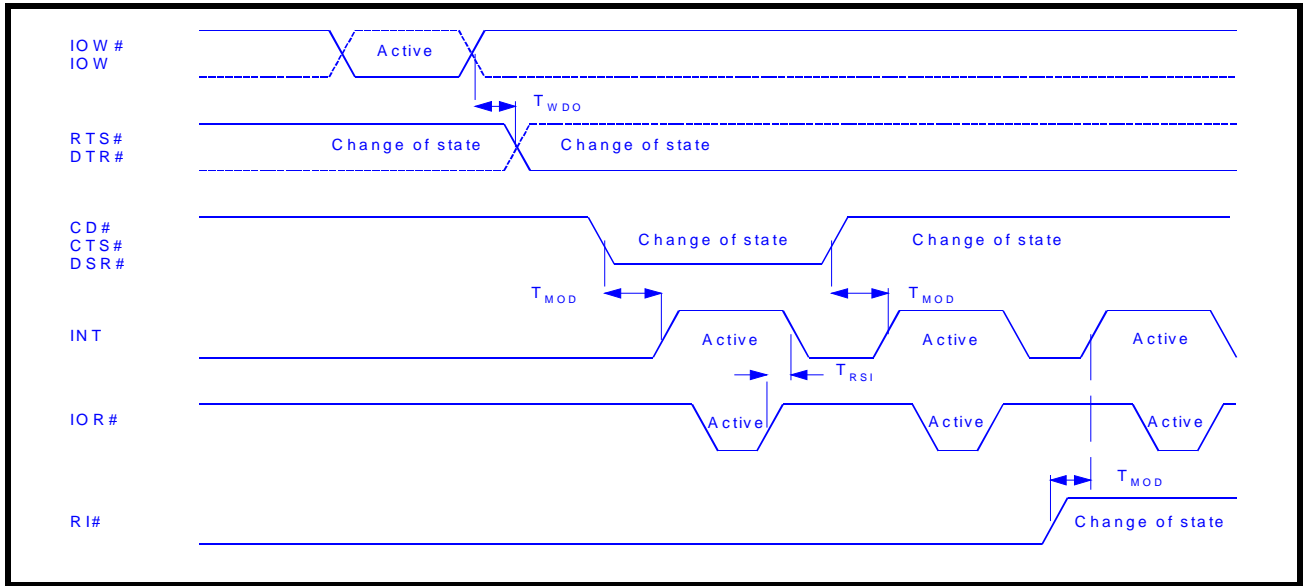 IOW#
IOW
Active
TWDO
RTS#
DTR#
Change of state
Change of state
CD#
CTS#
DSR#
Change of state
Change of state
TMOD
TMOD
INT
Active
Active
Active
TRSI
IOR#
Active
Active
Active
TMOD
RI#
Change of state